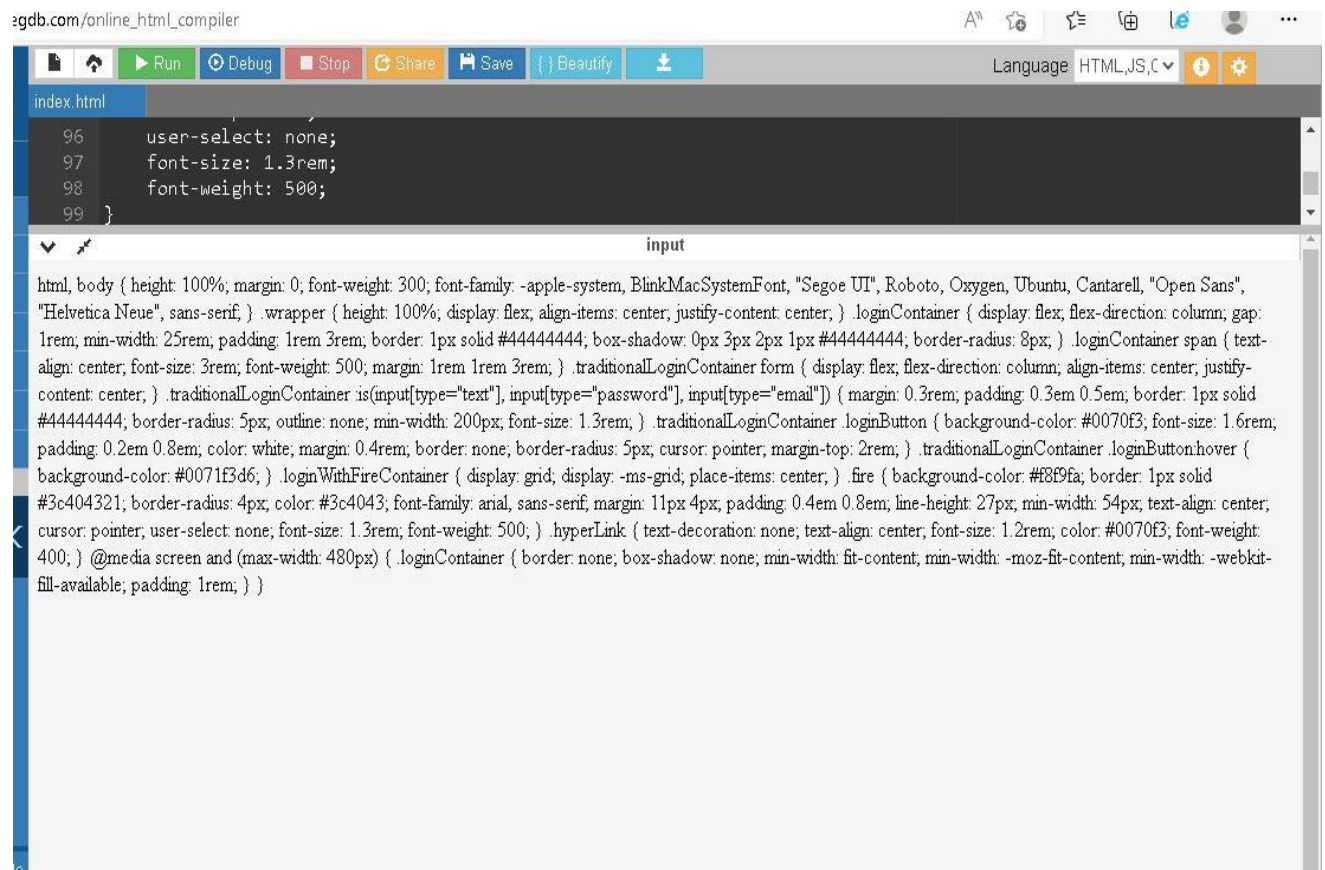 egdb.com/online_html_compiler
Run Debug Stop Share Save { } Beautify Language HTML,JS,C
index.html
96 user-select: none;
97 font-size: 1.3rem;
98 font-weight: 500;
99 }
input
html, body { height: 100%; margin: 0; font-weight: 300; font-family: -apple-system, BlinkMacSystemFont, "Segoe UI", Roboto, Oxygen, Ubuntu, Cantarell, "Open Sans",
"Helvetica Neue", sans-serif; } .wrapper { height: 100%; display: flex; align-items: center; justify-content: center; } .loginContainer { display: flex; flex-direction: column; gap:
1rem; min-width: 25rem; padding: 1rem 3rem; border: 1px solid #44444444; box-shadow: 0px 3px 2px 1px #44444444; border-radius: 8px; } .loginContainer span { text-
align: center; font-size: 3rem; font-weight: 500; margin: 1rem 1rem 3rem; } .traditionalLoginContainer form { display: flex; flex-direction: column; align-items: center; justify-
content: center; } .traditionalLoginContainer :is(input[type="text"], input[type="password"], input[type="email"]) { margin: 0.3rem; padding: 0.3em 0.5em; border: 1px solid
#44444444; border-radius: 5px; outline: none; min-width: 200px; font-size: 1.3rem; } .traditionalLoginContainer .loginButton { background-color: #0070f3; font-size: 1.6rem;
padding: 0.2em 0.8em; color: white; margin: 0.4rem; border: none; border-radius: 5px; cursor: pointer; margin-top: 2rem; } .traditionalLoginContainer .loginButton:hover {
background-color: #0071f3d6; } .loginWithFireContainer { display: grid; display: -ms-grid; place-items: center; } .fire { background-color: #f8f9fa; border: 1px solid
#3c404321; border-radius: 4px; color: #3c4043; font-family: arial, sans-serif; margin: 11px 4px; padding: 0.4em 0.8em; line-height: 27px; min-width: 54px; text-align: center;
cursor: pointer; user-select: none; font-size: 1.3rem; font-weight: 500; } .hyperLink { text-decoration: none; text-align: center; font-size: 1.2rem; color: #0070f3; font-weight:
400; } @media screen and (max-width: 480px) { .loginContainer { border: none; box-shadow: none; min-width: fit-content; min-width: -moz-fit-content; min-width: -webkit-
fill-available; padding: 1rem; } }